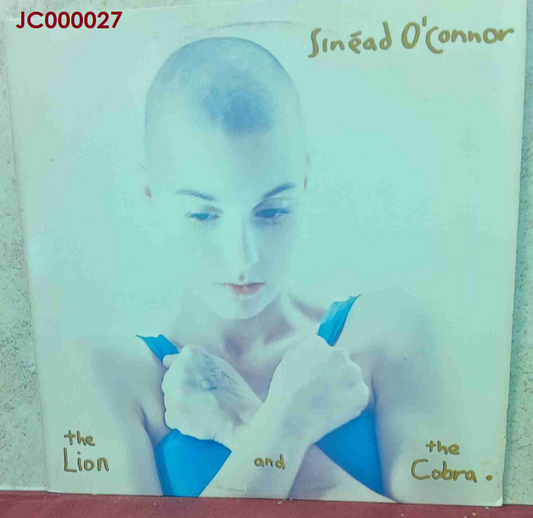 JC000027
Sinéad O'Connor
the the
Lion and Cobra.